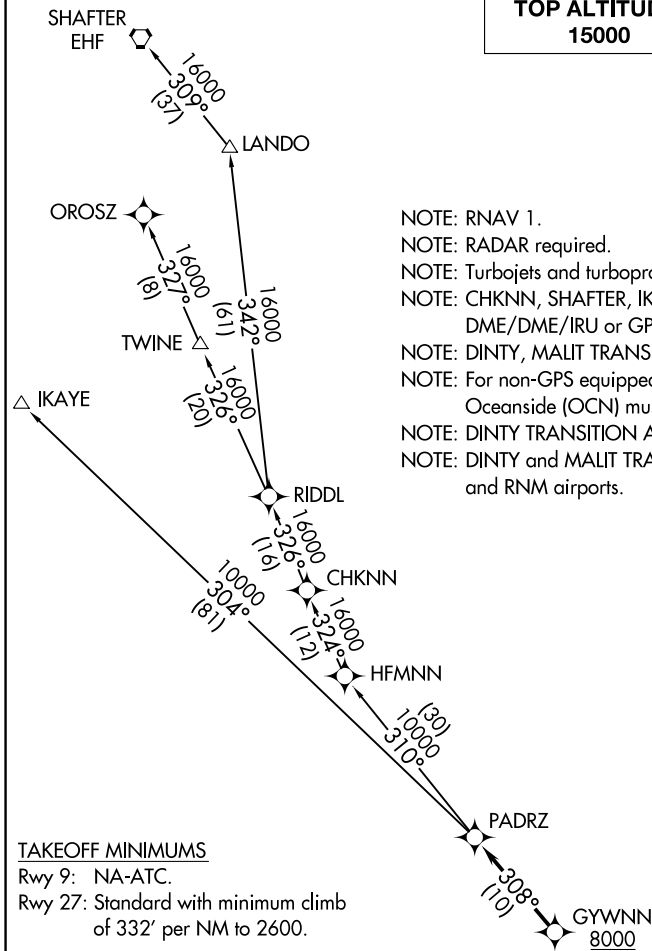 TOP ALTITUD
15000
SHAFTER
EHF
16000
309°
(37)
LANDO
OROSZ
16000
327°
(8)
16000
342°
(61)
TWINE
16000
326°
(20)
IKAYE
RIDDL
16000
326°
(16)
CHKNN
16000
324°
(12)
HFMNN
10000
304°
(81)
(30)
10000
310°
PADRZ
308°
(10)
GYWNN
8000
NOTE: RNAV 1.
NOTE: RADAR required.
NOTE: Turbojets and turbopro
NOTE: CHKNN, SHAFTER, IK
DME/DME/IRU or GP
NOTE: DINTY, MALIT TRANS
NOTE: For non-GPS equipped
Oceanside (OCN) mu
NOTE: DINTY TRANSITION A
NOTE: DINTY and MALIT TRA
and RNM airports.
TAKEOFF MINIMUMS
Rwy 9: NA-ATC.
Rwy 27: Standard with minimum climb
of 332' per NM to 2600.